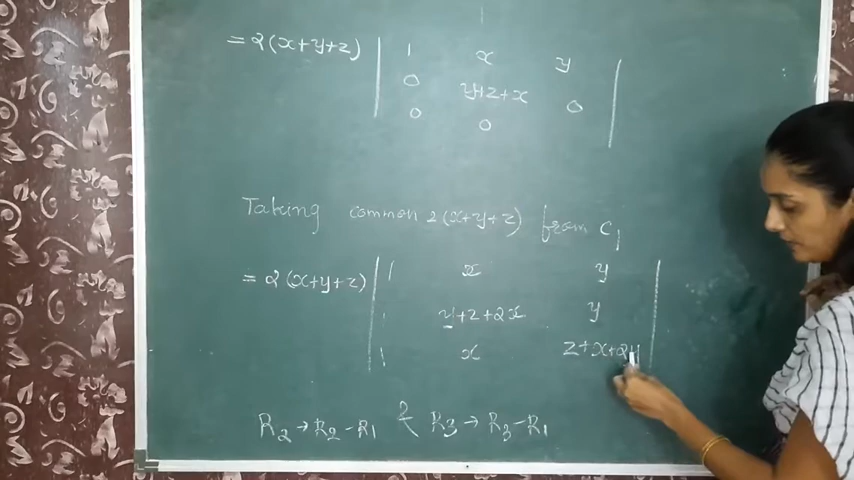 = 2(x+y+z) | 1 x y |
0 y+z+x 0
0 0
Taking common 2(x+y+z) from C1
= 2(x+y+z) | 1 x y |
1 y+z+2x y
1 x z+x+2y
R2 → R2 - R1 & R3 → R3 - R1